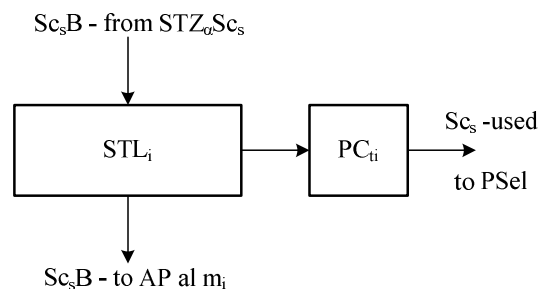 ScsB - from STZαScs
STLi
PCti
Scs -used
to PSel
ScsB - to AP al mi